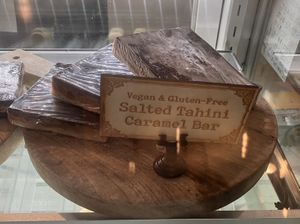 Vegan & Gluten-Free
Salted Tahini
Caramel Bar